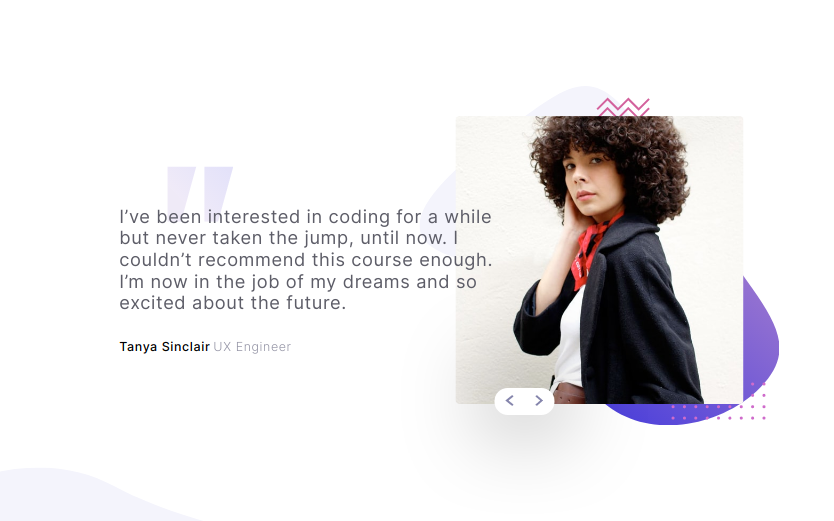 I’ve been interested in coding for a while
but never taken the jump, until now. I
couldn’t recommend this course enough.
I’m now in the job of my dreams and so
excited about the future.
Tanya Sinclair UX Engineer